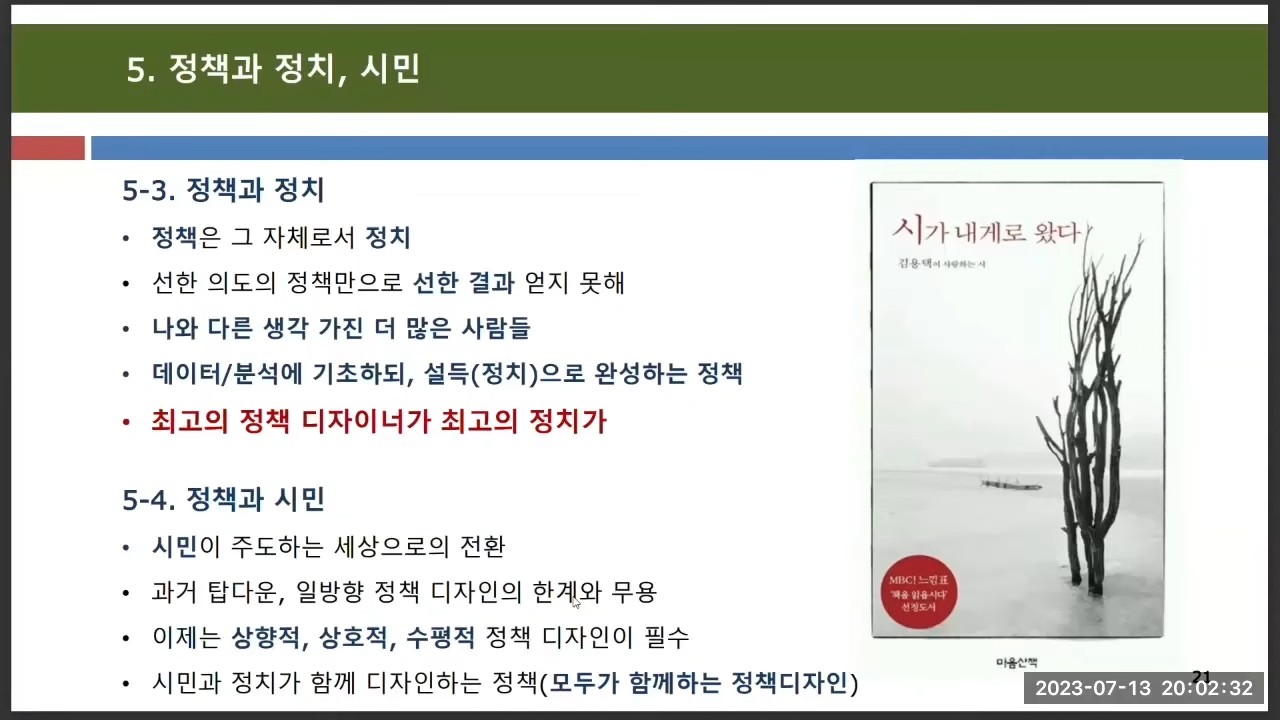 5. 정책과 정치, 시민
5-3. 정책과 정치
• 정책은 그 자체로서 정치
• 선한 의도의 정책만으로 선한 결과 얻지 못해
• 나와 다른 생각 가진 더 많은 사람들
• 데이터/분석에 기초하되, 설득(정치)으로 완성하는 정책
• 최고의 정책 디자이너가 최고의 정치가
5-4. 정책과 시민
• 시민이 주도하는 세상으로의 전환
• 과거 탑다운, 일방향 정책 디자인의 한계와 무용
• 이제는 상향적, 상호적, 수평적 정책 디자인이 필수
• 시민과 정치가 함께 디자인하는 정책(모두가 함께하는 정책디자인)
시가 내게로 왔다
김용택이 사랑하는 시
MBC! 느낌표
'책을 읽읍시다'
선정도서
마음산책
21
2023-07-13 20:02:32